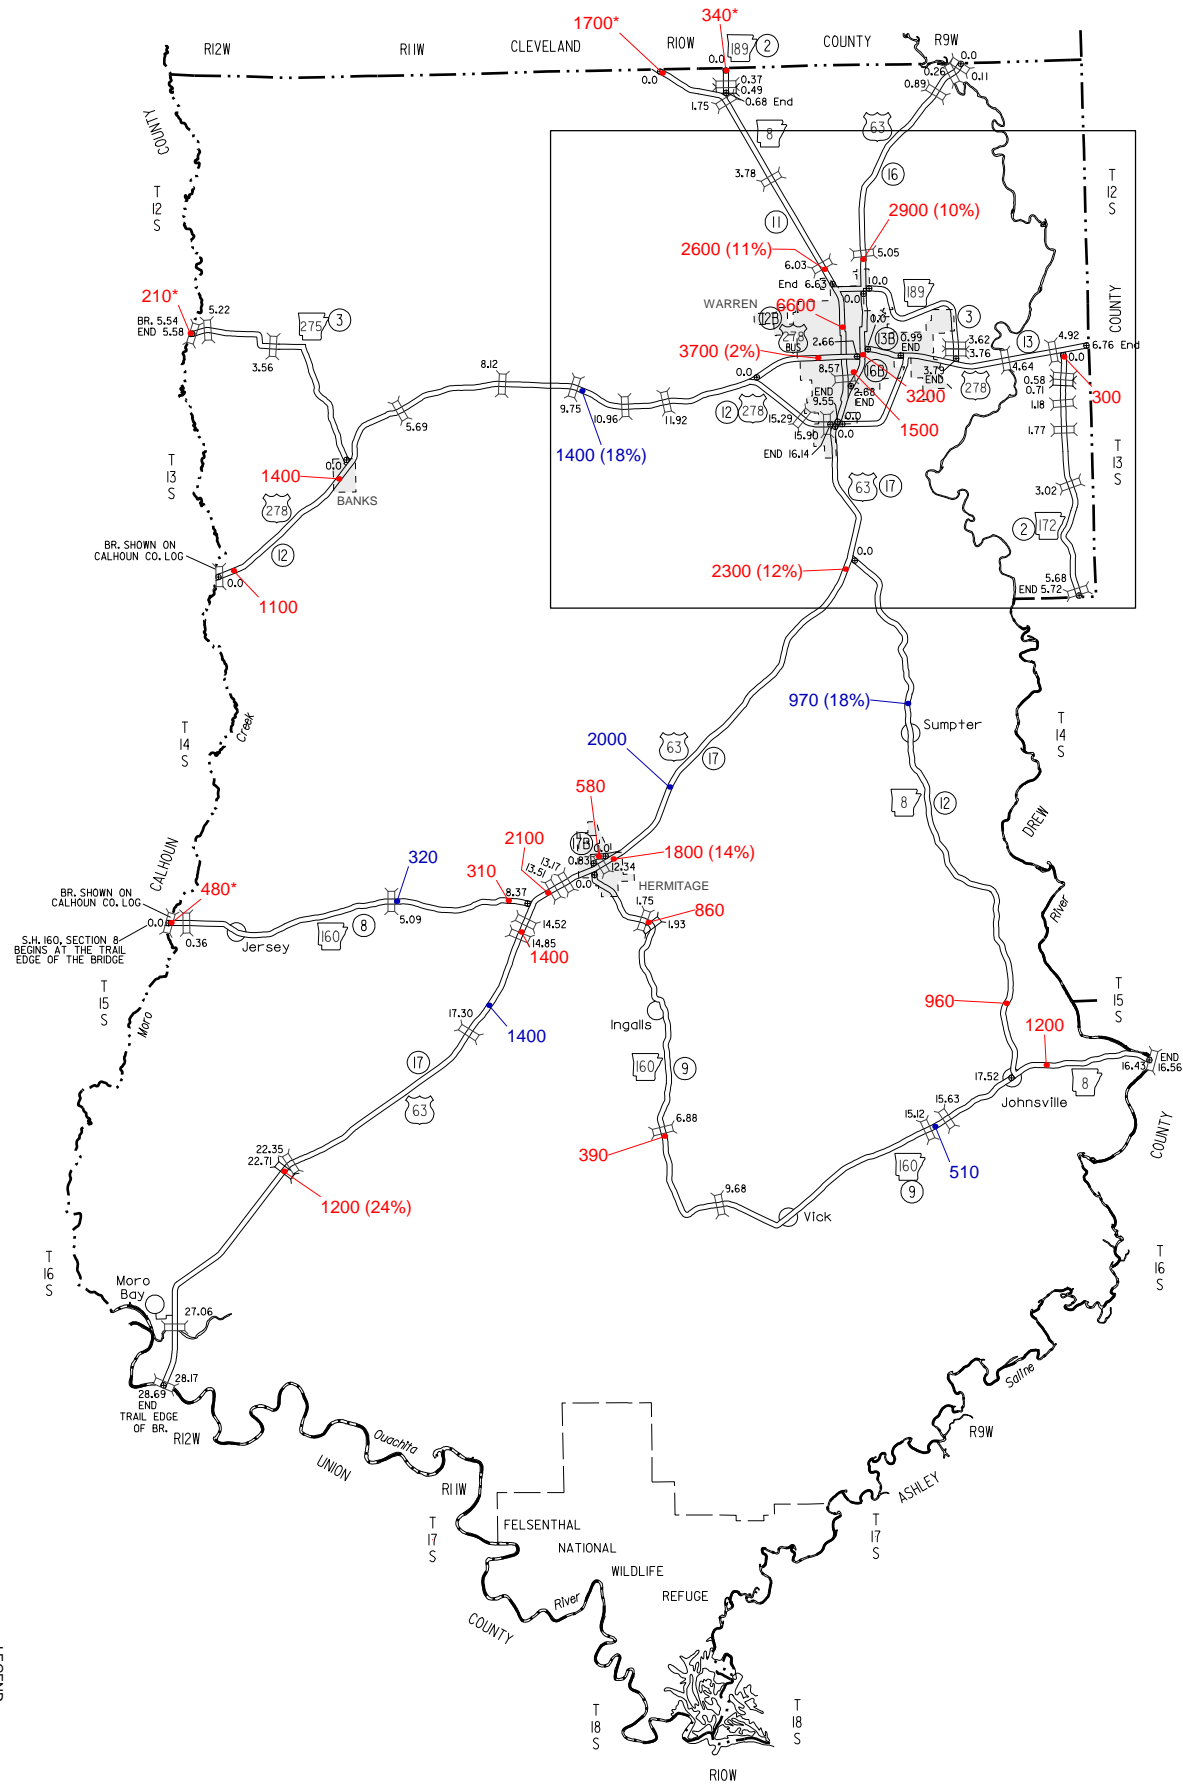 1700*
340*
R12W
R11W
CLEVELAND
R10W
189
2
COUNTY
R9W
0.0
0.0
0.0
0.37
0.49
0.68 End
1.75
0.26
0.11
0.89
COUNTY
T
12
S
8
63
16
3.78
11
2900 (10%)
5.05
2600 (11%)
6.03
End 6.63
0.0
0.0
T
12
S
COUNTY
210*
5.22
BR. 5.54
END 5.58
275
3
3.56
WARREN
6600
12B
278
BUS
2.66
0.0
13B
0.99
END
189
3
3.62
3.76
13
4.92
6.76 End
0.0
3700 (2%)
8.57
16B
3.79
END
278
4.64
0.58
0.71
1.18
1.77
300
8.12
0.0
END
9.55
2.68
END
3200
1500
9.75
10.96
11.92
12
278
15.29
15.90
0.0
0.0
END 16.14
5.69
1400 (18%)
T
13
S
0.0
1400
BANKS
278
12
63
17
3.02
2
172
T
13
S
BR. SHOWN ON
CALHOUN CO. LOG
0.0
1100
2300 (12%)
0.0
5.68
END 5.72
T
14
S
Creek
970 (18%)
Sumpter
T
14
S
2000
63
17
8
12
DREW
580
17B
0.0
0.83
0.0
12.34
1800 (14%)
HERMITAGE
2100
13.17
13.51
CALHOUN
320
310
8.37
BR. SHOWN ON
CALHOUN CO. LOG
480*
0.0
S.H. 160, SECTION 8
BEGINS AT THE TRAIL
EDGE OF THE BRIDGE
0.36
Jersey
160
8
5.09
14.52
14.85
1400
1.75
1.93
860
River
T
15
S
Moro
17.30
1400
Ingalls
160
9
960
1200
T
15
S
17
63
17.52
Johnsville
8
16.43
END
16.56
COUNTY
6.88
390
15.12
15.63
510
160
9
22.35
22.71
1200 (24%)
9.68
Vick
T
16
S
Moro
Bay
27.06
T
16
S
28.17
28.69
END
TRAIL EDGE
OF BR.
R12W
Saline
Ouachita
UNION
R11W
R9W
ASHLEY
T
17
S
FELSENTHAL
NATIONAL
WILDLIFE
REFUGE
T
17
S
River
COUNTY
T
18
S
T
18
S
R10W
LEGEND